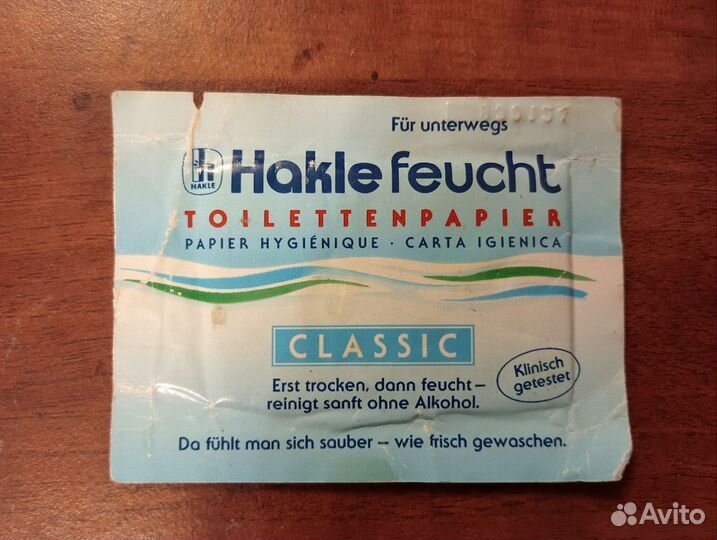 Für unterwegs
HAKLE
Hakle feucht
TOILETTENPAPIER
PAPIER HYGIÉNIQUE · CARTA IGIENICA
CLASSIC
Klinisch
getestet
Erst trocken, dann feucht –
reinigt sanft ohne Alkohol.
Da fühlt man sich sauber – wie frisch gewaschen.
Avito